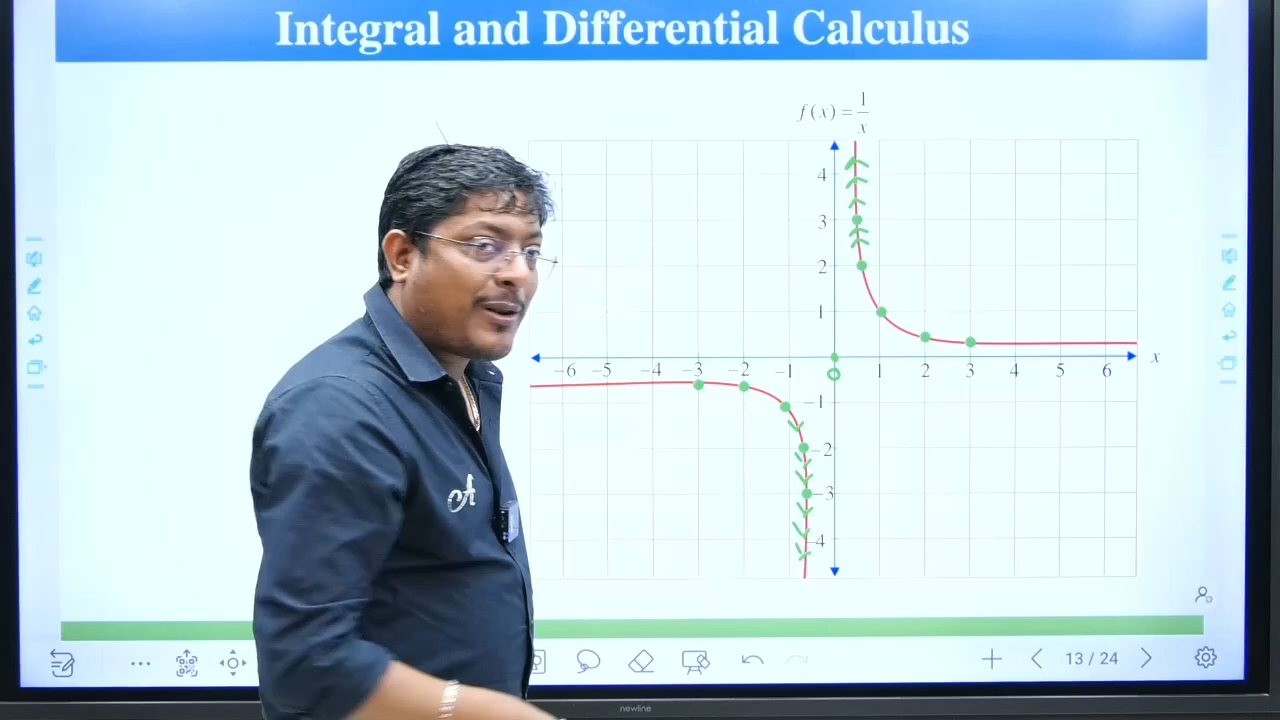 Integral and Differential Calculus
f(x) = 1/x
4
3
2
1
−6 −5 −4 −3 −2 −1 1 2 3 4 5 6 x
−1
−2
−3
−4
A
13 / 24
newline